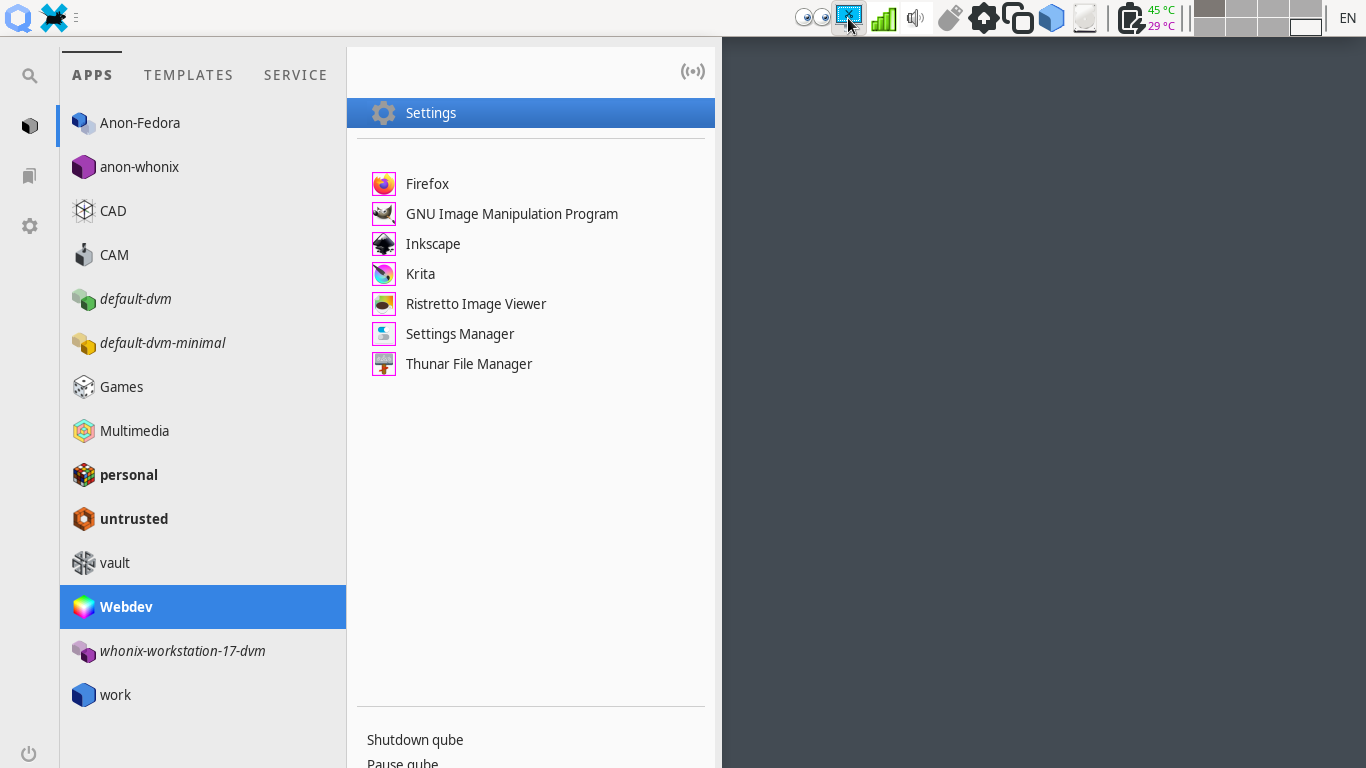 45 °C
29 °C
EN
APPS TEMPLATES SERVICE
Anon-Fedora
anon-whonix
CAD
CAM
default-dvm
default-dvm-minimal
Games
Multimedia
personal
untrusted
vault
Webdev
whonix-workstation-17-dvm
work
Settings
Firefox
GNU Image Manipulation Program
Inkscape
Krita
Ristretto Image Viewer
Settings Manager
Thunar File Manager
Shutdown qube
Pause qube